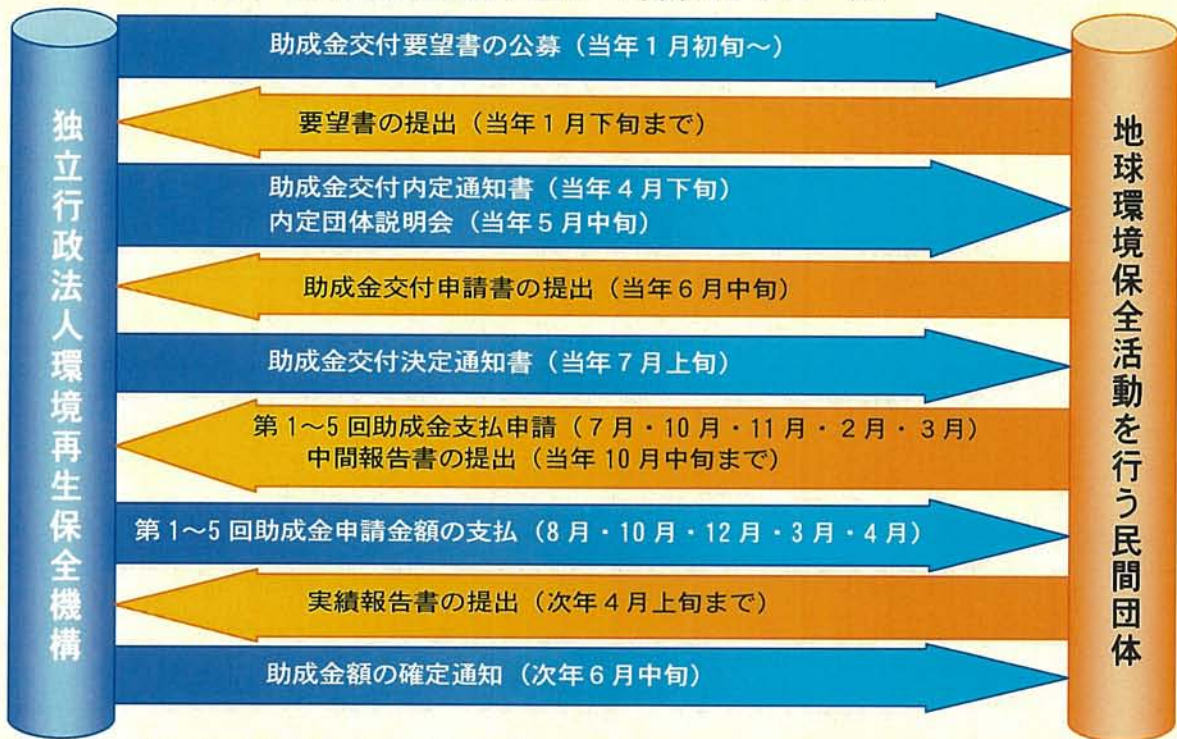 独立行政法人環境再生保全機構
助成金交付要望書の公募（当年１月初旬～）
要望書の提出（当年１月下旬まで）
助成金交付内定通知書（当年４月下旬）
内定団体説明会（当年５月中旬）
助成金交付申請書の提出（当年６月中旬）
助成金交付決定通知書（当年７月上旬）
第１～５回助成金支払申請（７月・10月・11月・２月・３月）
中間報告書の提出（当年10月中旬まで）
第１～５回助成金申請金額の支払（８月・10月・12月・３月・４月）
実績報告書の提出（次年４月上旬まで）
助成金額の確定通知（次年６月中旬）
地球環境保全活動を行う民間団体